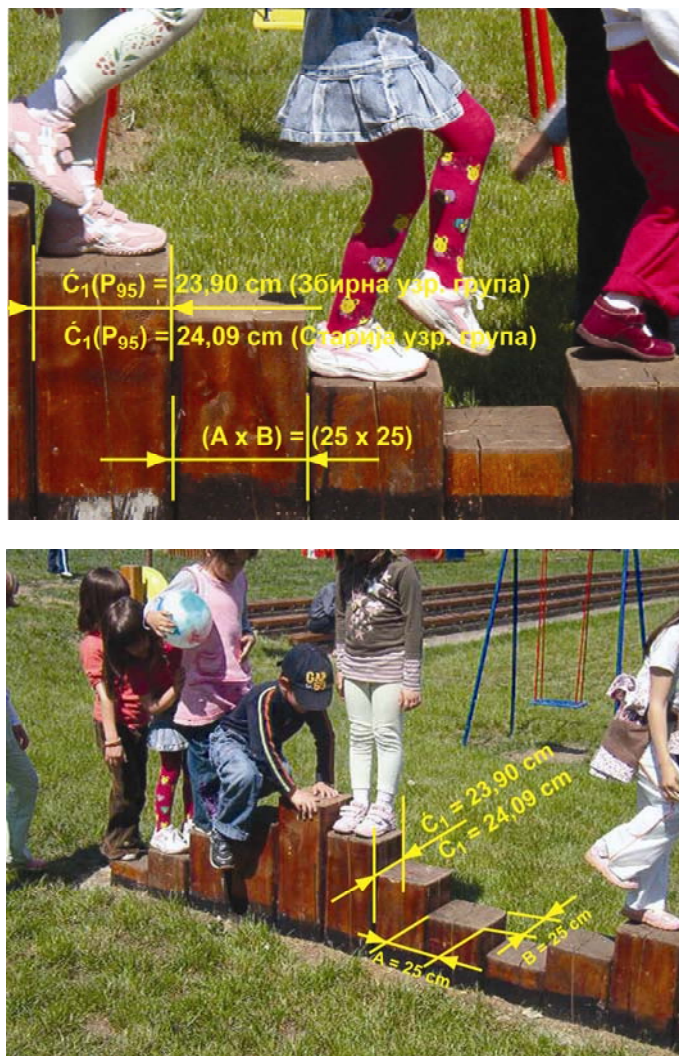 Ć₁(P₉₅) = 23,90 cm (Збирна узр. група)
Ć₁(P₉₅) = 24,09 cm (Старија узр. група)
(A x B) = (25 x 25)
Ć₁ = 23,90 cm
Ć₁ = 24,09 cm
A = 25 cm
B = 25 cm